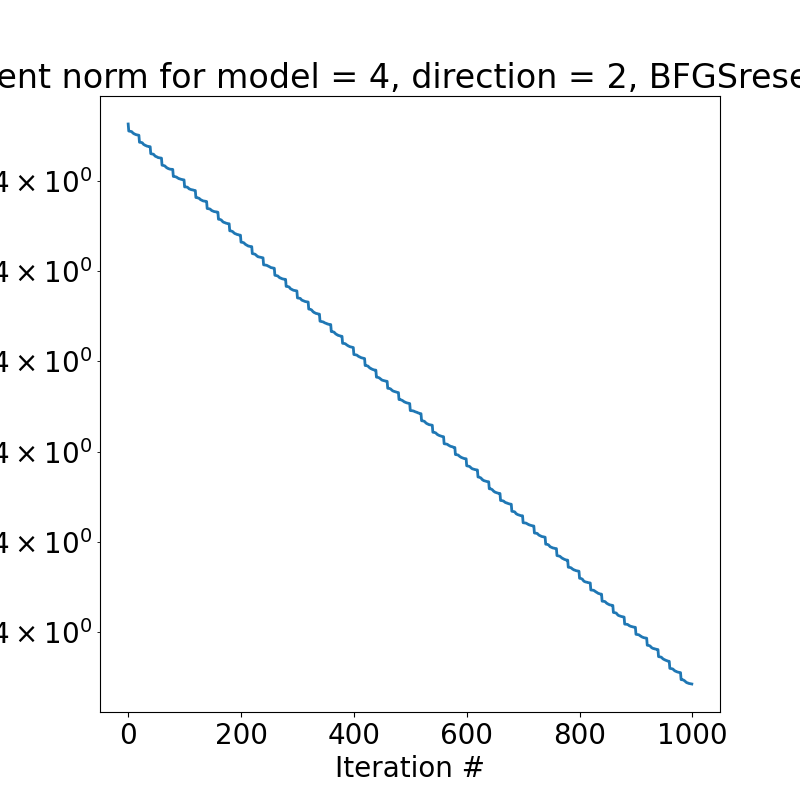 ent norm for model = 4, direction = 2, BFGSrese
4 × 10⁰
4 × 10⁰
4 × 10⁰
4 × 10⁰
4 × 10⁰
4 × 10⁰
0 200 400 600 800 1000
Iteration #